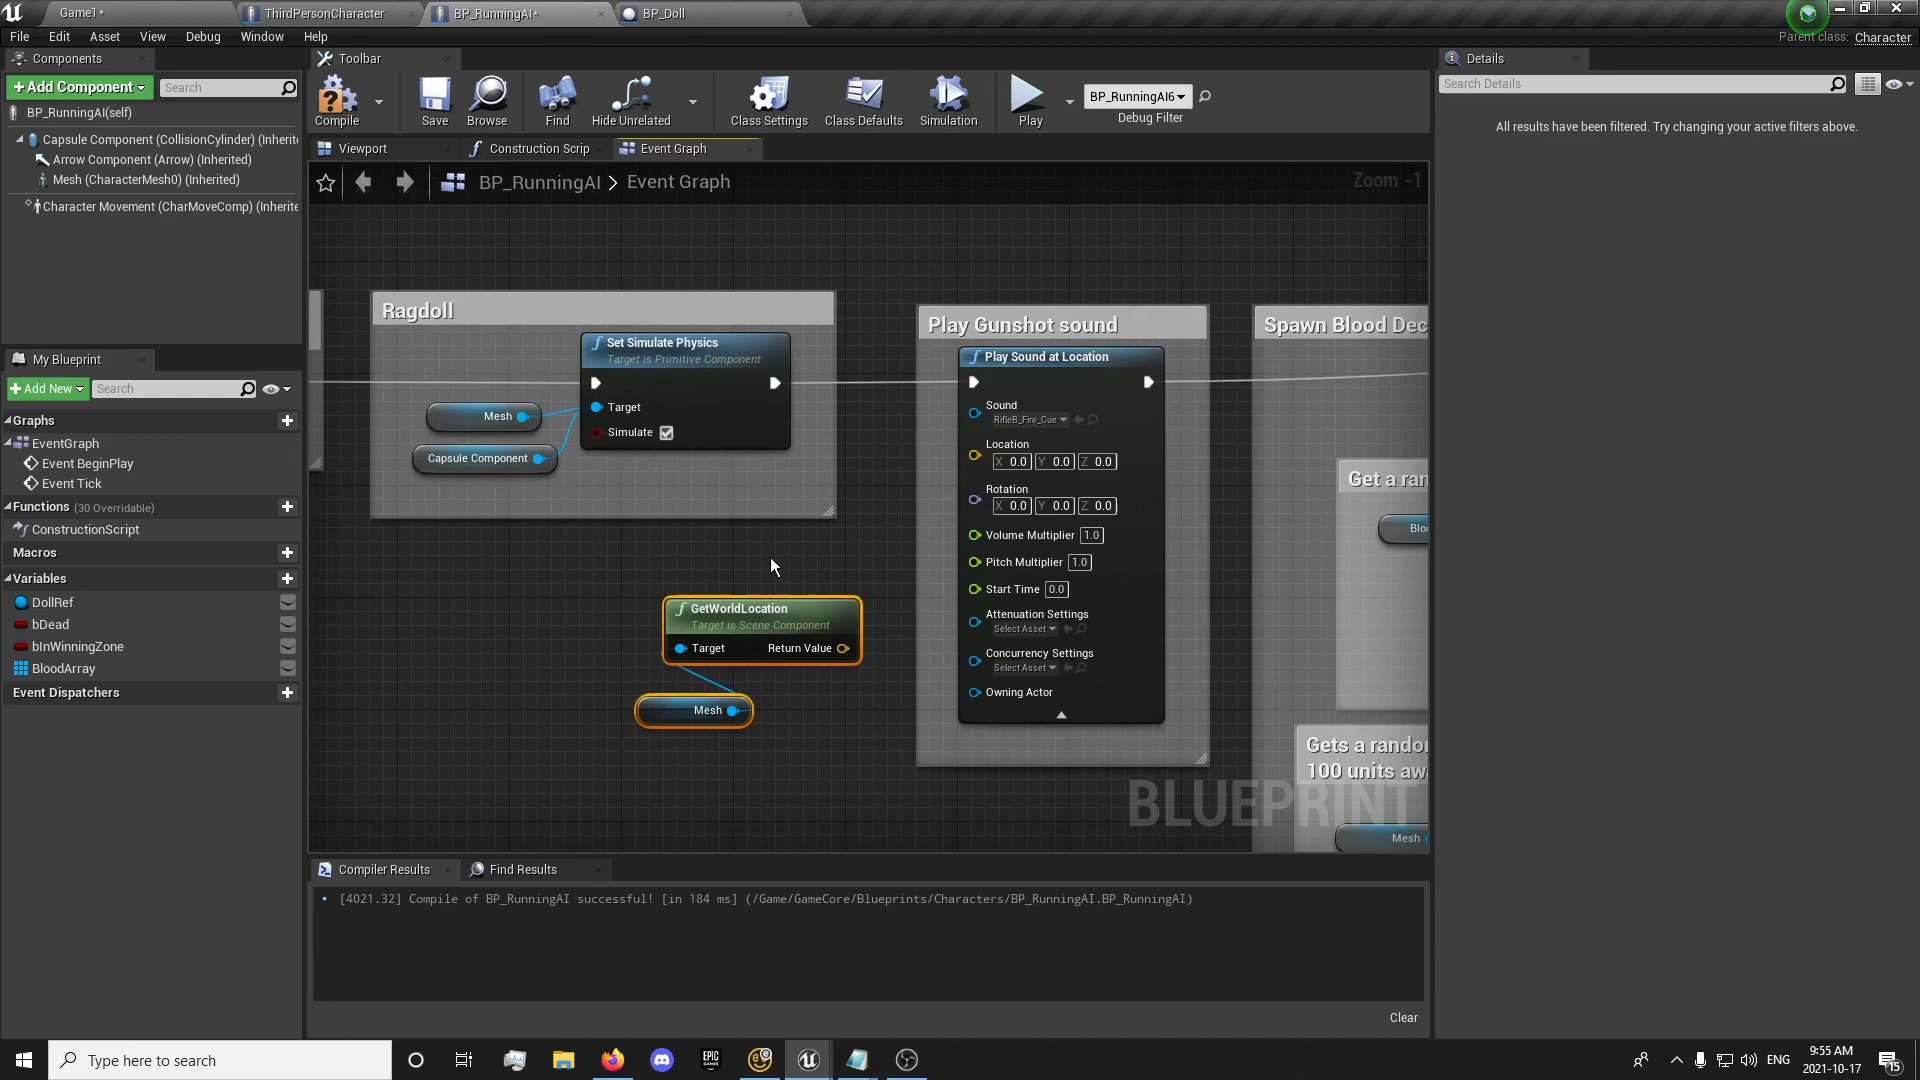 Game1*
ThirdPersonCharacter
BP_RunningAI*
BP_Doll
File Edit Asset View Debug Window Help
Parent class: Character
Components
Toolbar
Details
+Add Component
Search
Search Details
BP_RunningAI(self)
Capsule Component (CollisionCylinder) (Inherit
Arrow Component (Arrow) (Inherited)
Mesh (CharacterMesh0) (Inherited)
Character Movement (CharMoveComp) (Inherite
Compile
Save
Browse
Find
Hide Unrelated
Class Settings
Class Defaults
Simulation
Play
BP_RunningAI6
Debug Filter
All results have been filtered. Try changing your active filters above.
Viewport
Construction Scrip
Event Graph
BP_RunningAI > Event Graph
Zoom -1
My Blueprint
+Add New
Search
Graphs
EventGraph
Event BeginPlay
Event Tick
Functions (30 Overridable)
ConstructionScript
Macros
Variables
DollRef
bDead
bInWinningZone
BloodArray
Event Dispatchers
Ragdoll
Set Simulate Physics
Target is Primitive Component
Mesh
Target
Simulate
Capsule Component
GetWorldLocation
Target is Scene Component
Target
Return Value
Mesh
Play Gunshot sound
Play Sound at Location
Sound
RifleB_Fire_Cue
Location
X 0.0 Y 0.0 Z 0.0
Rotation
X 0.0 Y 0.0 Z 0.0
Volume Multiplier 1.0
Pitch Multiplier 1.0
Start Time 0.0
Attenuation Settings
Select Asset
Concurrency Settings
Select Asset
Owning Actor
Spawn Blood Dec
Get a ran
Bloo
Gets a rando
100 units aw
Mesh
BLUEPRINT
Compiler Results
Find Results
[4021.32] Compile of BP_RunningAI successful! [in 184 ms] (/Game/GameCore/Blueprints/Characters/BP_RunningAI.BP_RunningAI)
Clear
Type here to search
EPIC
ENG
9:55 AM
2021-10-17
15